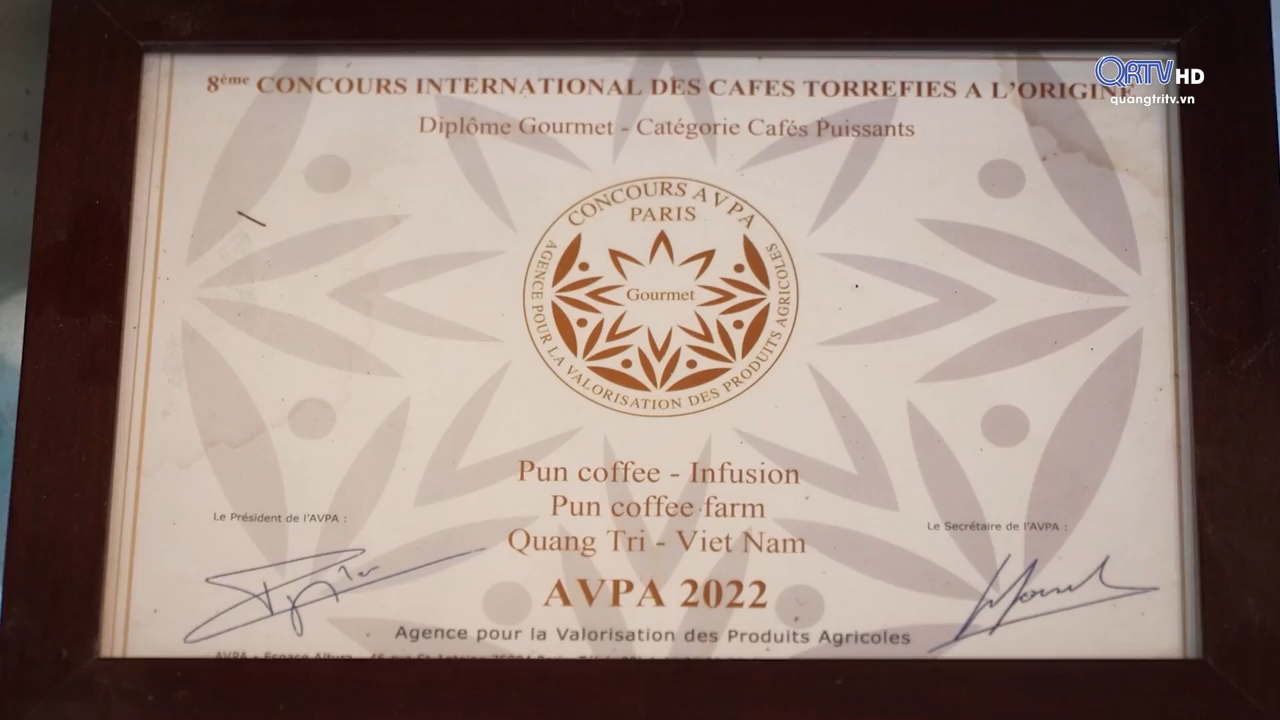 QRTV HD
quangtritv.vn
8ème CONCOURS INTERNATIONAL DES CAFES TORREFIES A L'ORIGINE
Diplôme Gourmet - Catégorie Cafés Puissants
CONCOURS AVPA
PARIS
AGENCE POUR LA VALORISATION DES PRODUITS AGRICOLES
Gourmet
Pun coffee - Infusion
Pun coffee farm
Quang Tri - Viet Nam
Le Président de l'AVPA :
Le Secrétaire de l'AVPA :
AVPA 2022
Agence pour la Valorisation des Produits Agricoles